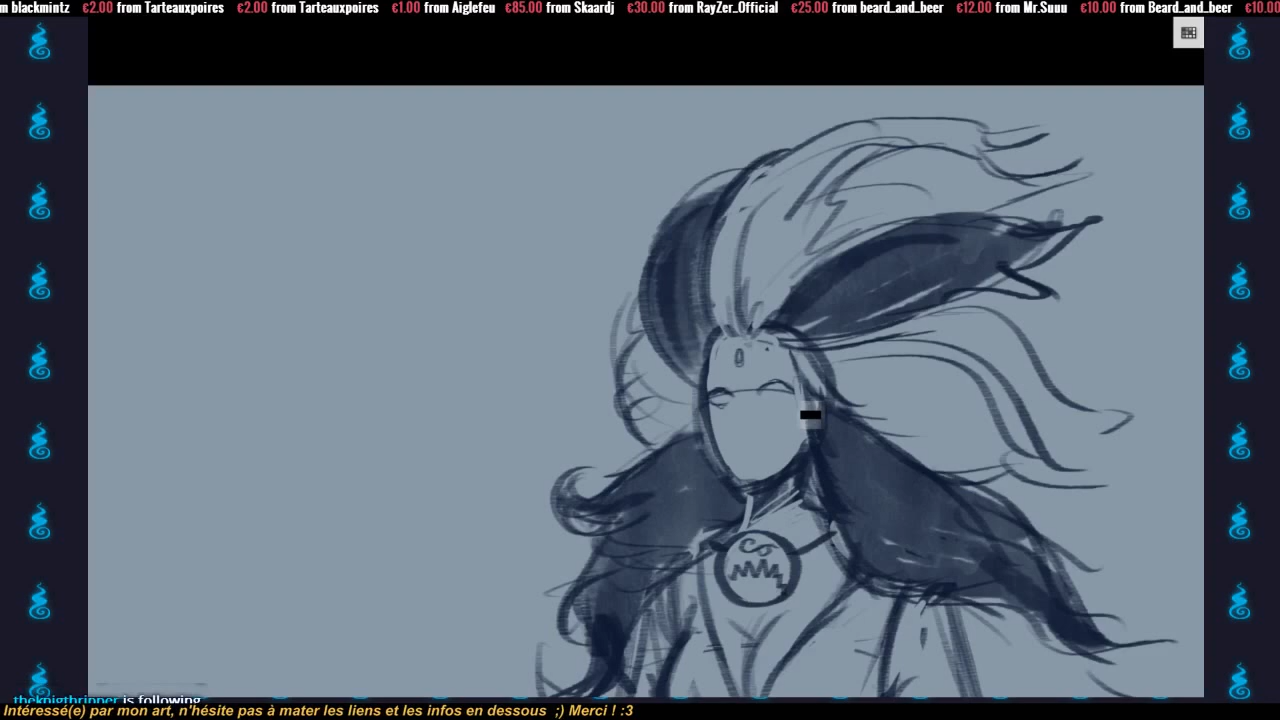 m blackmintz €2.00 from Tarteauxpoires €2.00 from Tarteauxpoires €1.00 from Aiglefeu €85.00 from Skaardj €30.00 from RayZer_Official €25.00 from beard_and_beer €12.00 from Mr.Suuu €10.00 from Beard_and_beer €10.00
theknigthripper is following
Intéressé(e) par mon art, n'hésite pas à mater les liens et les infos en dessous ;) Merci ! :3